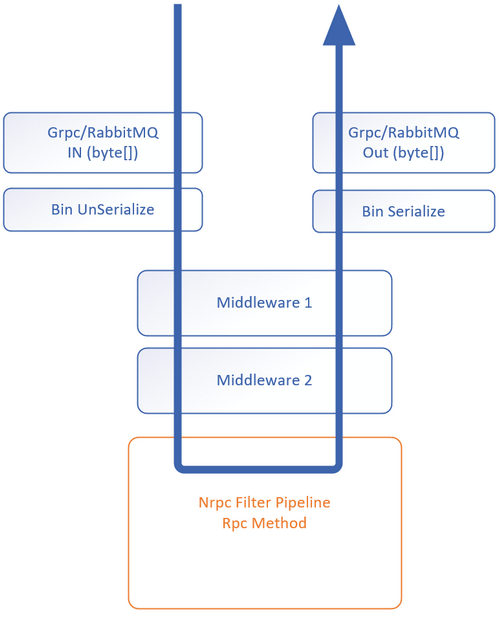 Grpc/RabbitMQ
IN (byte[])
Grpc/RabbitMQ
Out (byte[])
Bin UnSerialize
Bin Serialize
Middleware 1
Middleware 2
Nrpc Filter Pipeline
Rpc Method